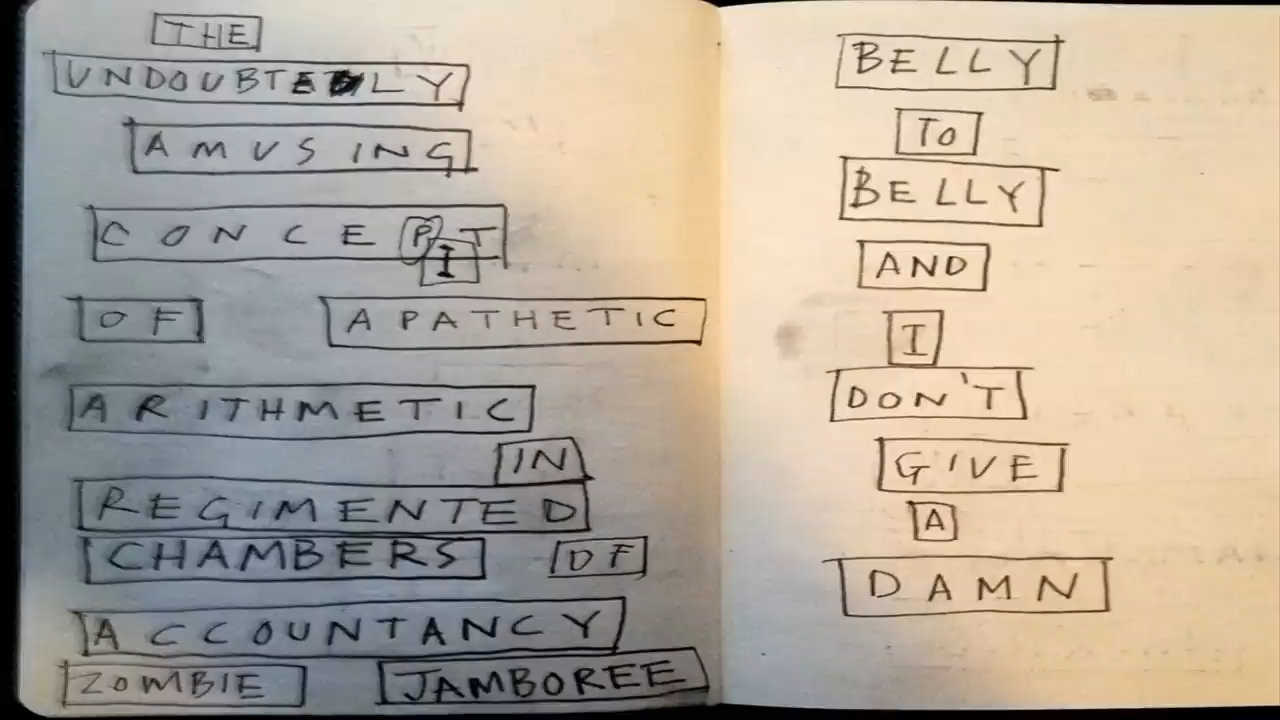 THE
UNDOUBTEDLY
AMUSING
CONCEPT
I
OF APATHETIC
ARITHMETIC
IN
REGIMENTED
CHAMBERS OF
ACCOUNTANCY
ZOMBIE JAMBOREE
BELLY
TO
BELLY
AND
I
DON'T
GIVE
A
DAMN